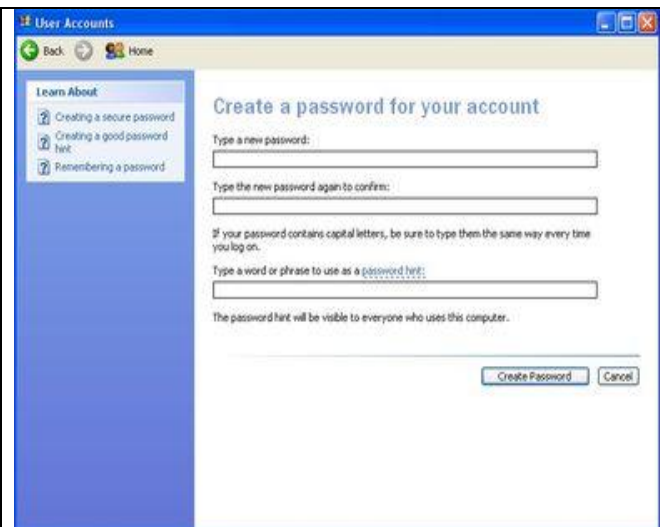 User Accounts
Back Home
Learn About
Creating a secure password
Creating a good password
hint
Remembering a password
Create a password for your account
Type a new password:
Type the new password again to confirm:
If your password contains capital letters, be sure to type them the same way every time
you log on.
Type a word or phrase to use as a password hint:
The password hint will be visible to everyone who uses this computer.
Create Password Cancel